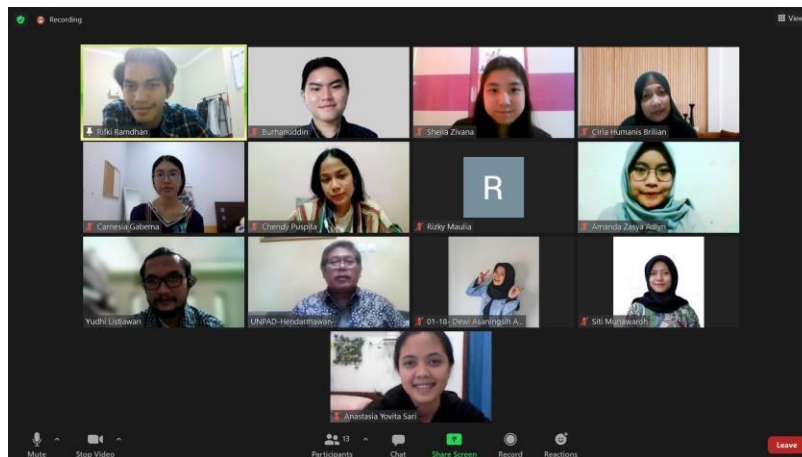 Recording
View
Rifki Ramdhan
Burhanuddin
Sheila Zivana
Ciria Humanis Brilian
Carnesia Gabema
Chendy Puspita
R
Rizky Maulia
Amanda Zasya Adlyn
Yudhi Listiawan
UNPAD-Hendarmawan-
01-18- Dewi Asaningsih A...
Siti Munawaroh
Anastasia Yovita Sari
Mute
Stop Video
13
Participants
Chat
Share Screen
Record
Reactions
Leave